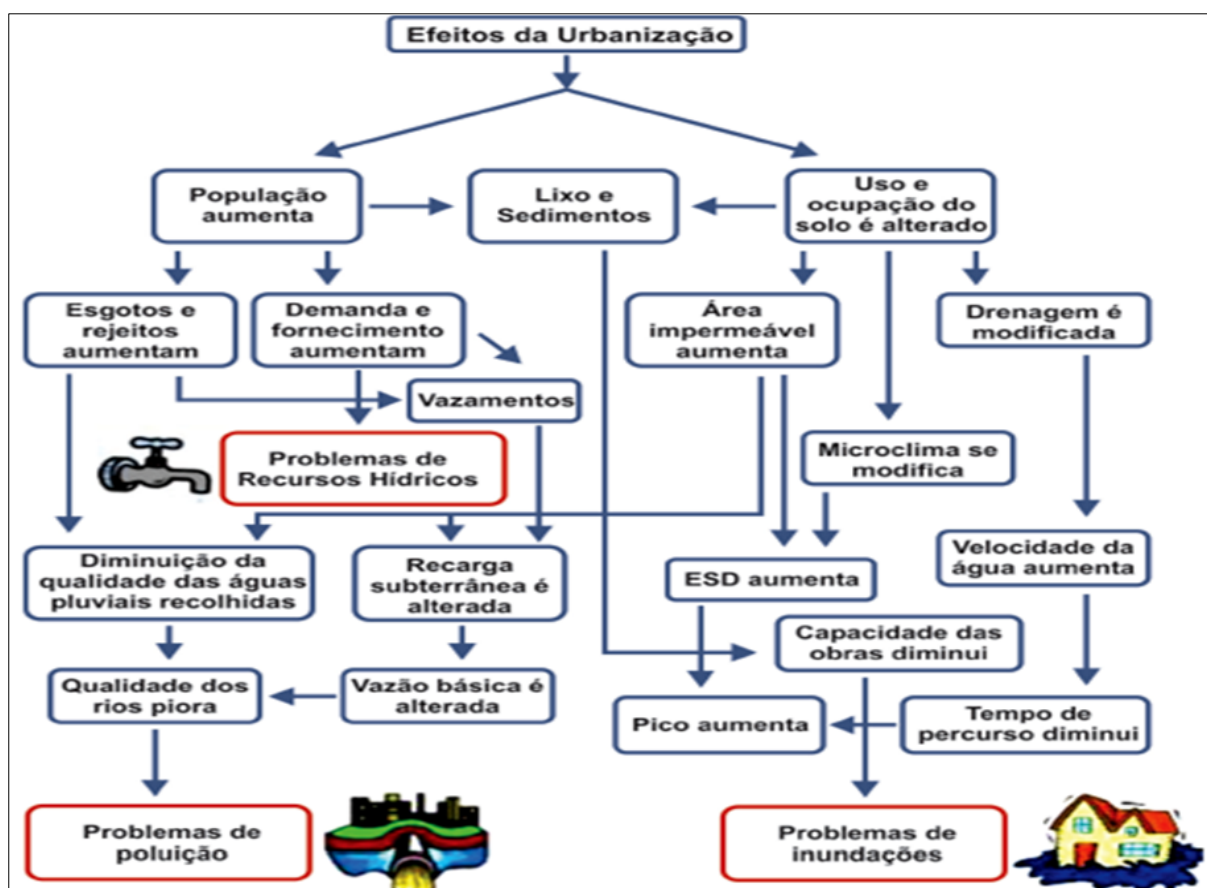 Efeitos da Urbanização
População
aumenta
Lixo e
Sedimentos
Uso e
ocupação do
solo é alterado
Esgotos e
rejeitos
aumentam
Demanda e
fornecimento
aumentam
Área
impermeável
aumenta
Drenagem é
modificada
Vazamentos
Problemas de
Recursos Hídricos
Microclima se
modifica
Diminuição da
qualidade das águas
pluviais recolhidas
Recarga
subterrânea é
alterada
ESD aumenta
Velocidade da
água aumenta
Capacidade das
obras diminui
Qualidade dos
rios piora
Vazão básica é
alterada
Pico aumenta
Tempo de
percurso diminui
Problemas de
poluição
Problemas de
inundações